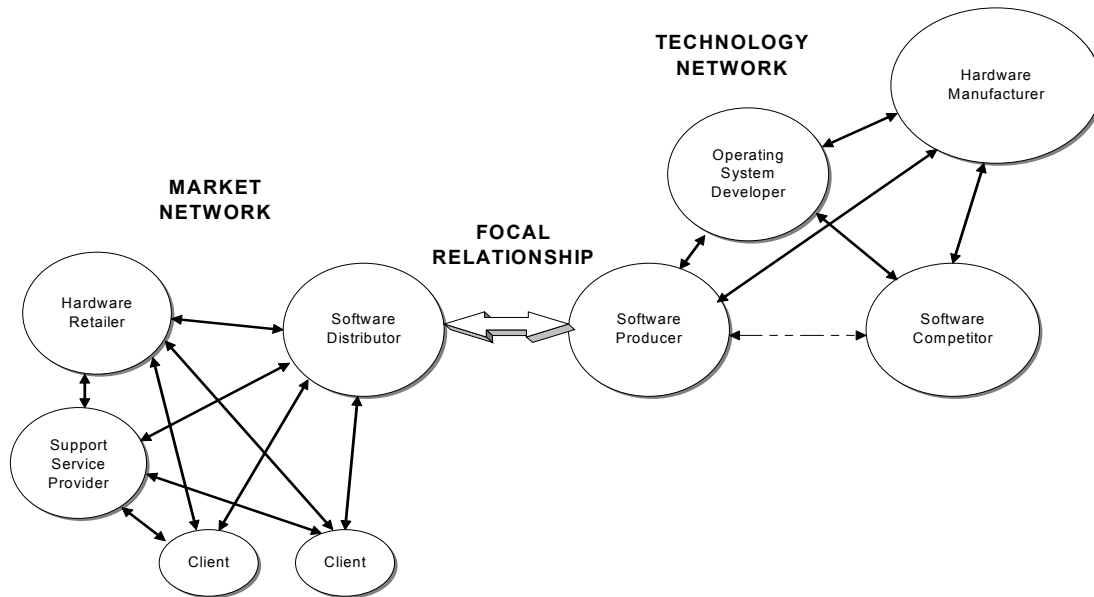 TECHNOLOGY
NETWORK
Hardware
Manufacturer
Operating
System
Developer
MARKET
NETWORK
FOCAL
RELATIONSHIP
Hardware
Retailer
Software
Distributor
Software
Producer
Software
Competitor
Support
Service
Provider
Client
Client